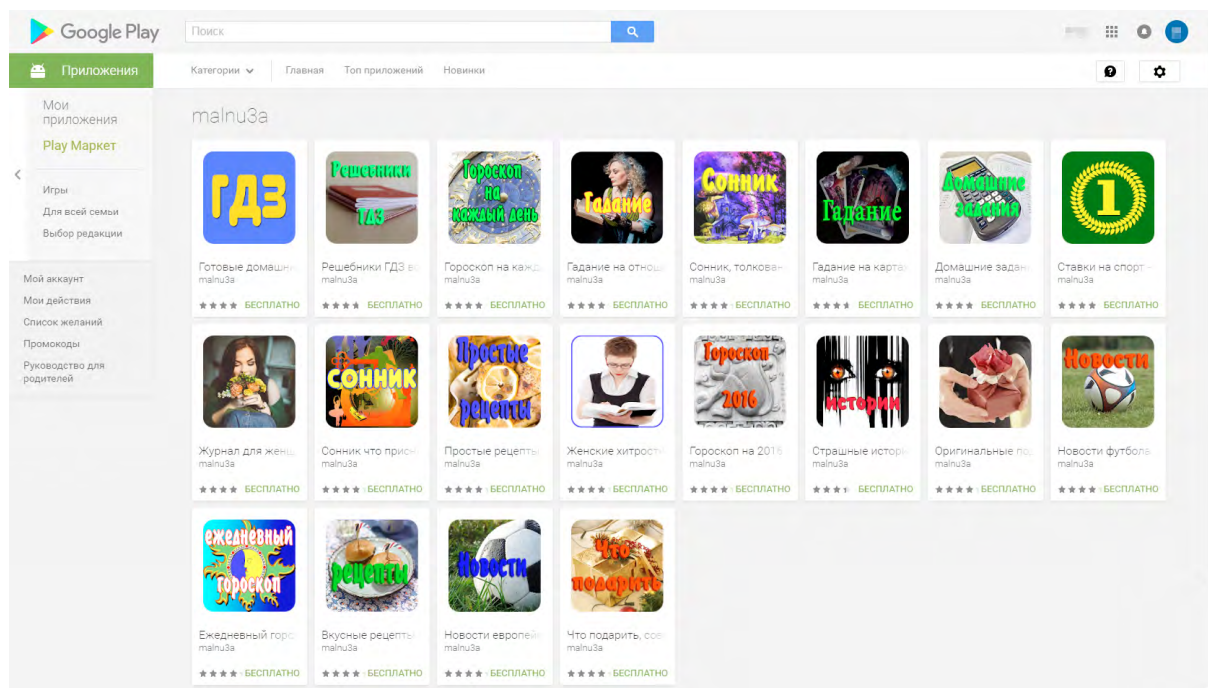 Google Play
Поиск
Приложения
Категории
Главная
Топ приложений
Новинки
Мои
приложения
Play Маркет
Игры
Для всей семьи
Выбор редакции
Мой аккаунт
Мои действия
Список желаний
Промокоды
Руководство для
родителей
malnu3a
ГДЗ
Готовые домашн
malnu3a
БЕСПЛАТНО
Решебники
ГДЗ
Решебники ГДЗ вс
malnu3a
БЕСПЛАТНО
Гороскоп
на
каждый день
Гороскоп на кажд
malnu3a
БЕСПЛАТНО
Гадание
Гадание на отнош
malnu3a
БЕСПЛАТНО
Сонник
Сонник, толкован
malnu3a
БЕСПЛАТНО
Гадание
Гадание на картах
malnu3a
БЕСПЛАТНО
Домашние
задания
Домашние задан
malnu3a
БЕСПЛАТНО
1
Ставки на спорт -
malnu3a
БЕСПЛАТНО
Журнал для женщ
malnu3a
БЕСПЛАТНО
СОННИК
Сонник что присн
malnu3a
БЕСПЛАТНО
Простые
рецепты
Простые рецепты
malnu3a
БЕСПЛАТНО
Женские хитрости
malnu3a
БЕСПЛАТНО
Гороскоп
2016
Гороскоп на 2016
malnu3a
БЕСПЛАТНО
истории
Страшные истори
malnu3a
БЕСПЛАТНО
Оригинальные по
malnu3a
БЕСПЛАТНО
Новости
Новости футбола
malnu3a
БЕСПЛАТНО
ежедневный
гороскоп
Ежедневный горо
malnu3a
БЕСПЛАТНО
рецепты
Вкусные рецепты
malnu3a
БЕСПЛАТНО
Новости
Новости европей
malnu3a
БЕСПЛАТНО
Что
подарить
Что подарить, сов
malnu3a
БЕСПЛАТНО